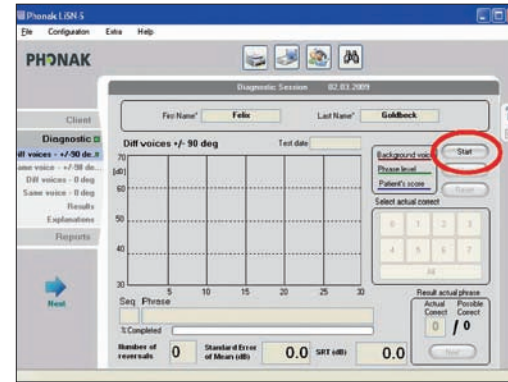 Phonak LiSN-S
File Configuration Extra Help
PHONAK
Diagnostic Session 02.03.2009
Client
First Name* Felix Last Name* Goldbeck
Diagnostic
Diff voices +/- 90 deg Test date
iff voices - +/-90 de..
ame voice - +/-90 de...
Diff voices - 0 deg
Same voice - 0 deg
Results
Explanations
Reports
Next
70
[dB]
60
50
40
30
5 10 15 20 25 30
Background voice
Phrase level
Patient's score
Start
Pause
Select actual correct
0 1 2 3
4 5 6 7
All
Seq Phrase
% Completed
Result actual phrase
Actual Correct Possible Correct
0 / 0
Next
Number of reversals 0 Standard Error of Mean (dB) 0.0 SRT (dB) 0.0